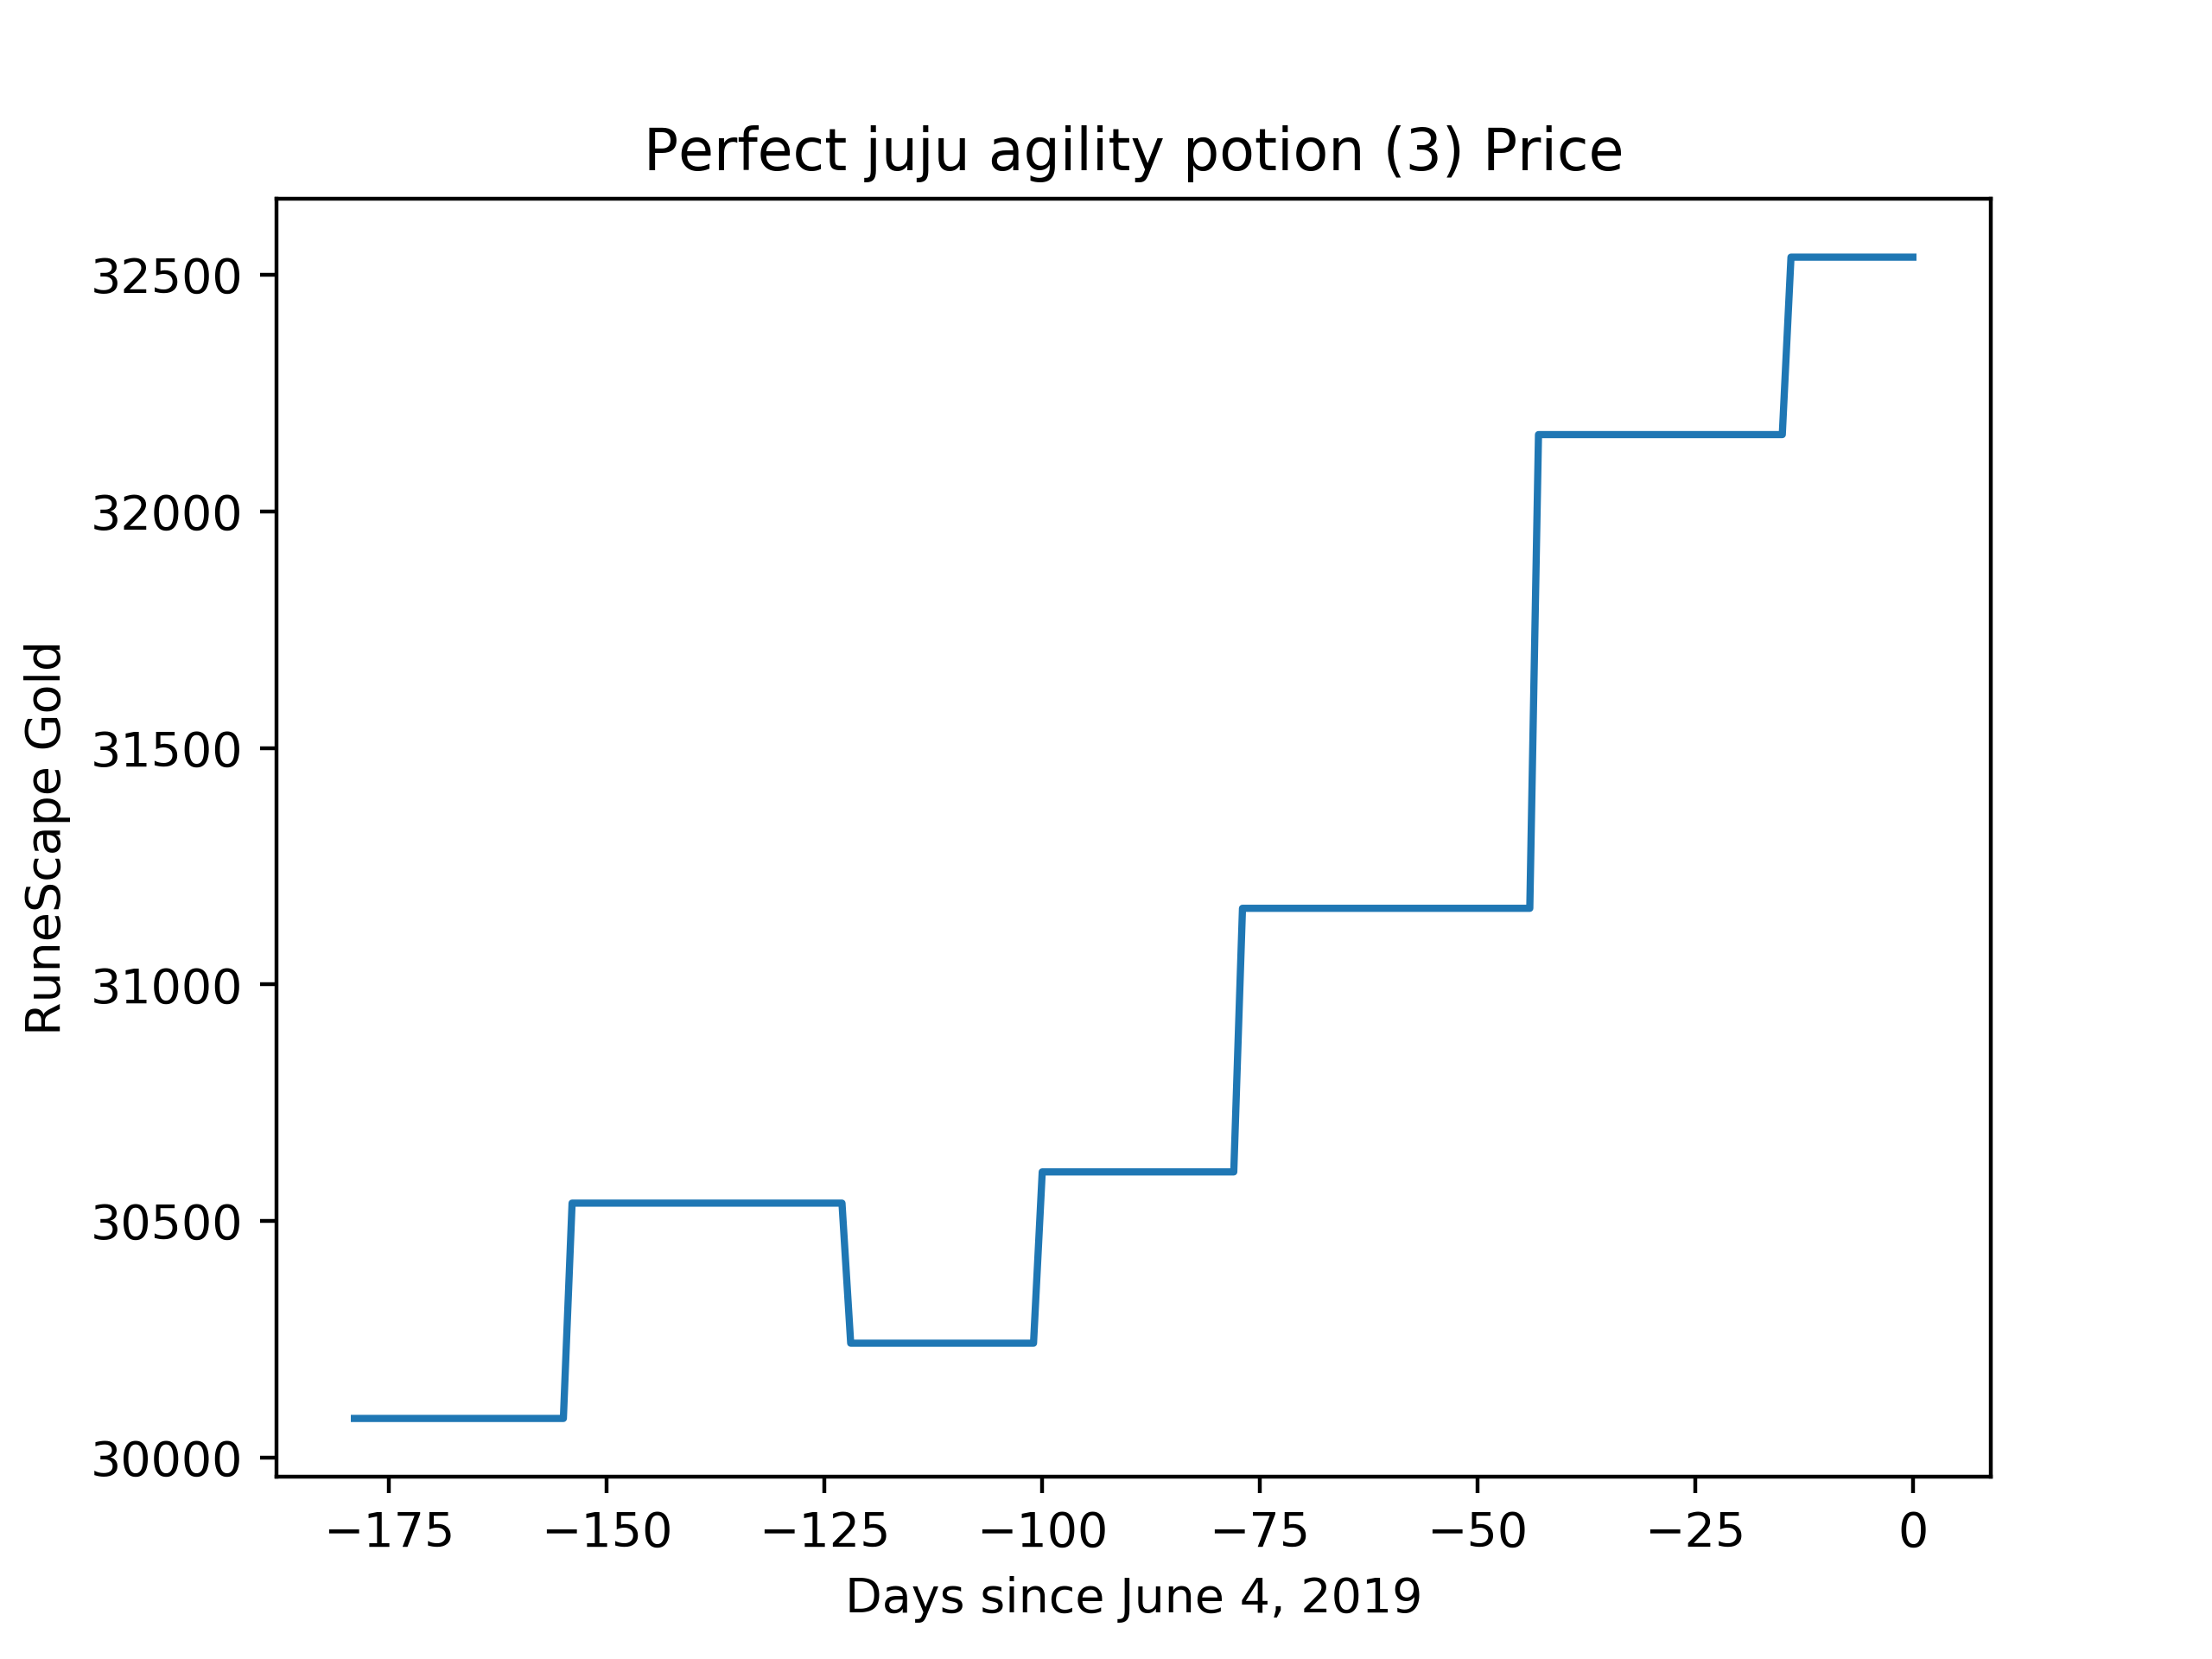 Perfect juju agility potion (3) Price
RuneScape Gold
32500
32000
31500
31000
30500
30000
−175 −150 −125 −100 −75 −50 −25 0
Days since June 4, 2019